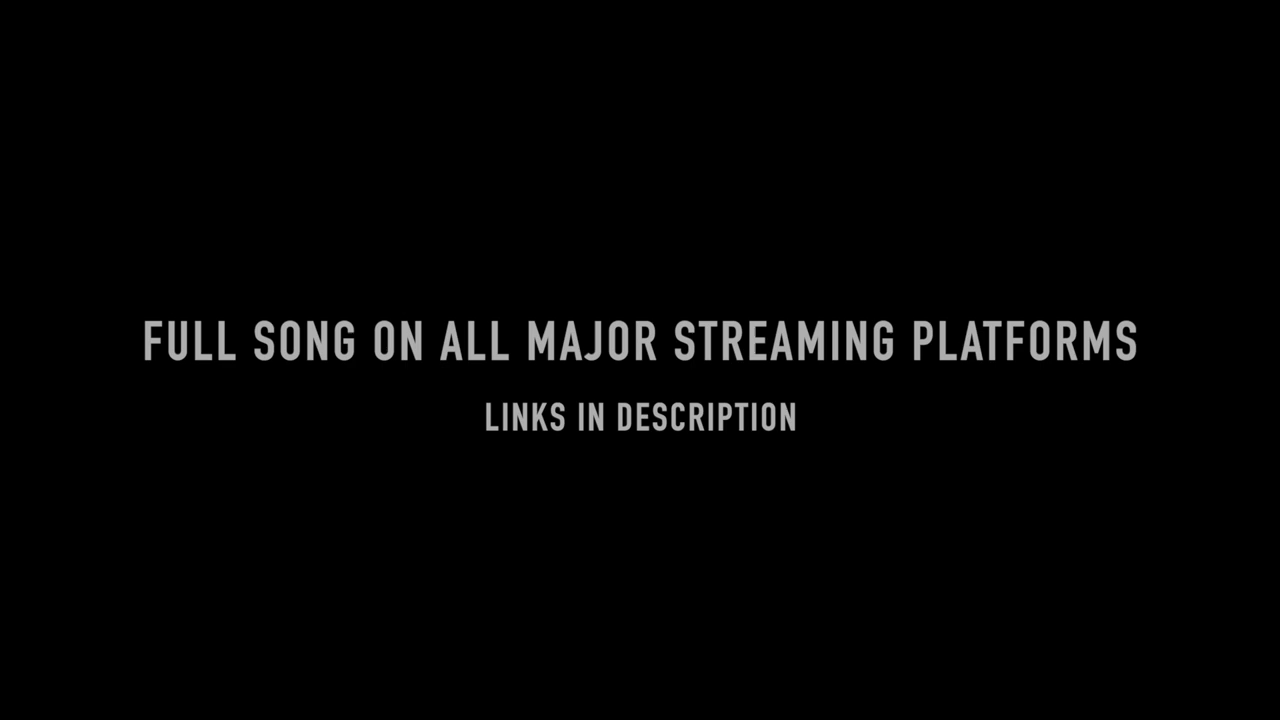 FULL SONG ON ALL MAJOR STREAMING PLATFORMS
LINKS IN DESCRIPTION